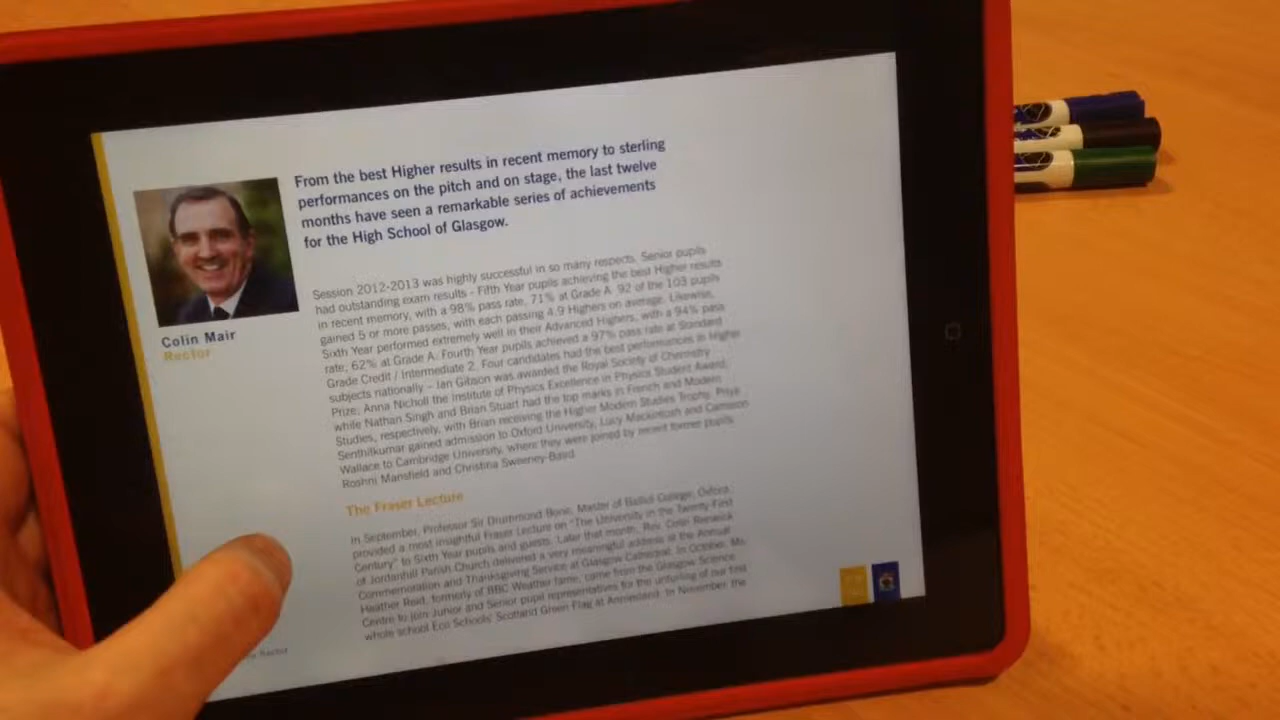 From the best Higher results in recent memory to sterling
performances on the pitch and on stage, the last twelve
months have seen a remarkable series of achievements
for the High School of Glasgow.
Colin Mair
Rector
Session 2012-2013 was highly successful in so many respects. Senior pupils
had outstanding exam results - Fifth Year pupils achieving the best Higher results
in recent memory, with a 98% pass rate, 71% at Grade A. 92 of the 103 pupils
gained 5 or more passes, with each passing 4.9 Highers on average. Likewise,
Sixth Year performed extremely well in their Advanced Highers, with a 94% pass
rate, 62% at Grade A. Fourth Year pupils achieved a 97% pass rate at Standard
Grade Credit / Intermediate 2. Four candidates had the best performances in Higher
subjects nationally – Ian Gibson was awarded the Royal Society of Chemistry
Prize, Anna Nicholl the Institute of Physics Excellence in Physics Student Award,
while Nathan Singh and Brian Stuart had the top marks in French and Modern
Studies, respectively, with Brian receiving the Higher Modern Studies Trophy. Priya
Senthilkumar gained admission to Oxford University, Lucy Mackintosh and Cameron
Wallace to Cambridge University, where they were joined by recent former pupils,
Roshni Mansfield and Christina Sweeney-Baird.
The Fraser Lecture
In September, Professor Sir Drummond Bone, Master of Balliol College, Oxford,
provided a most insightful Fraser Lecture on "The University in the Twenty-First
Century" to Sixth Year pupils and guests. Later that month, Rev. Colin Renwick
of Jordanhill Parish Church delivered a very meaningful address at the Annual
Commemoration and Thanksgiving Service at Glasgow Cathedral. In October, Ms
Heather Reid, formerly of BBC Weather fame, came from the Glasgow Science
Centre to join Junior and Senior pupil representatives for the unfurling of our first
whole school Eco Schools' Scotland Green Flag at Anniesland. In November the
Rector